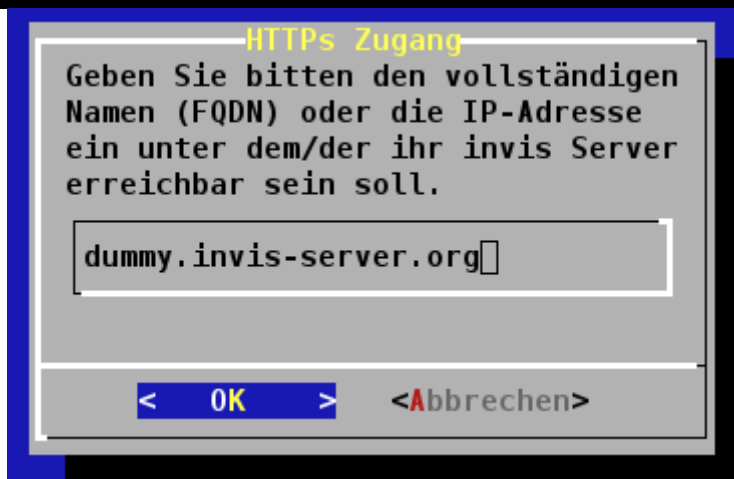 HTTPs Zugang
Geben Sie bitten den vollständigen
Namen (FQDN) oder die IP-Adresse
ein unter dem/der ihr invis Server
erreichbar sein soll.
dummy.invis-server.org
< OK > <Abbrechen>